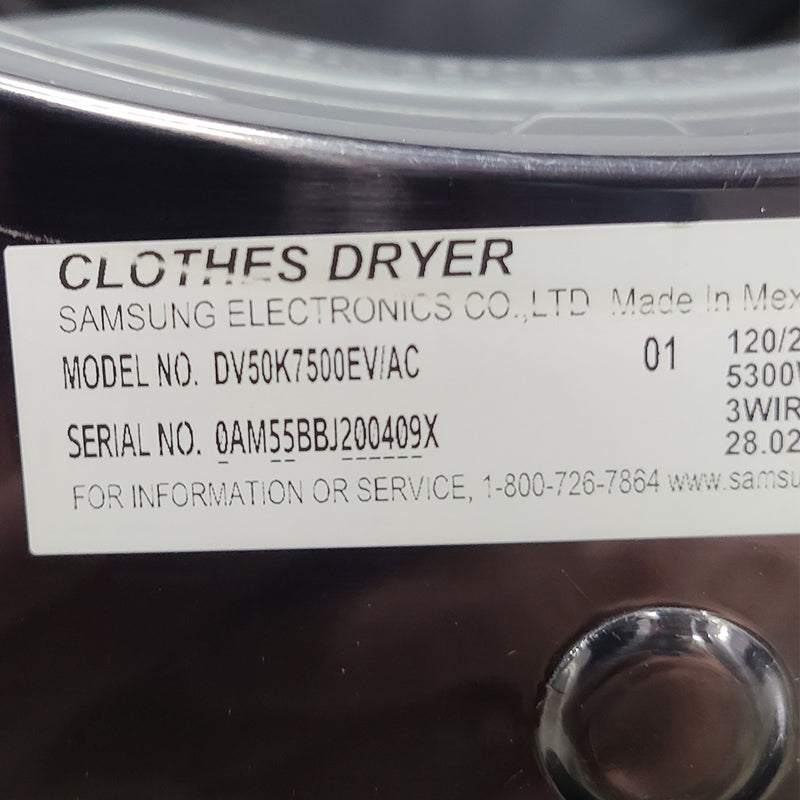 CLOTHES DRYER
SAMSUNG ELECTRONICS CO.,LTD Made In Mex
MODEL NO. DV50K7500EV/AC 01 120/2
5300W
SERIAL NO. 0AM55BBJ200409X 3WIR
28.02
FOR INFORMATION OR SERVICE, 1-800-726-7864 www.samsu